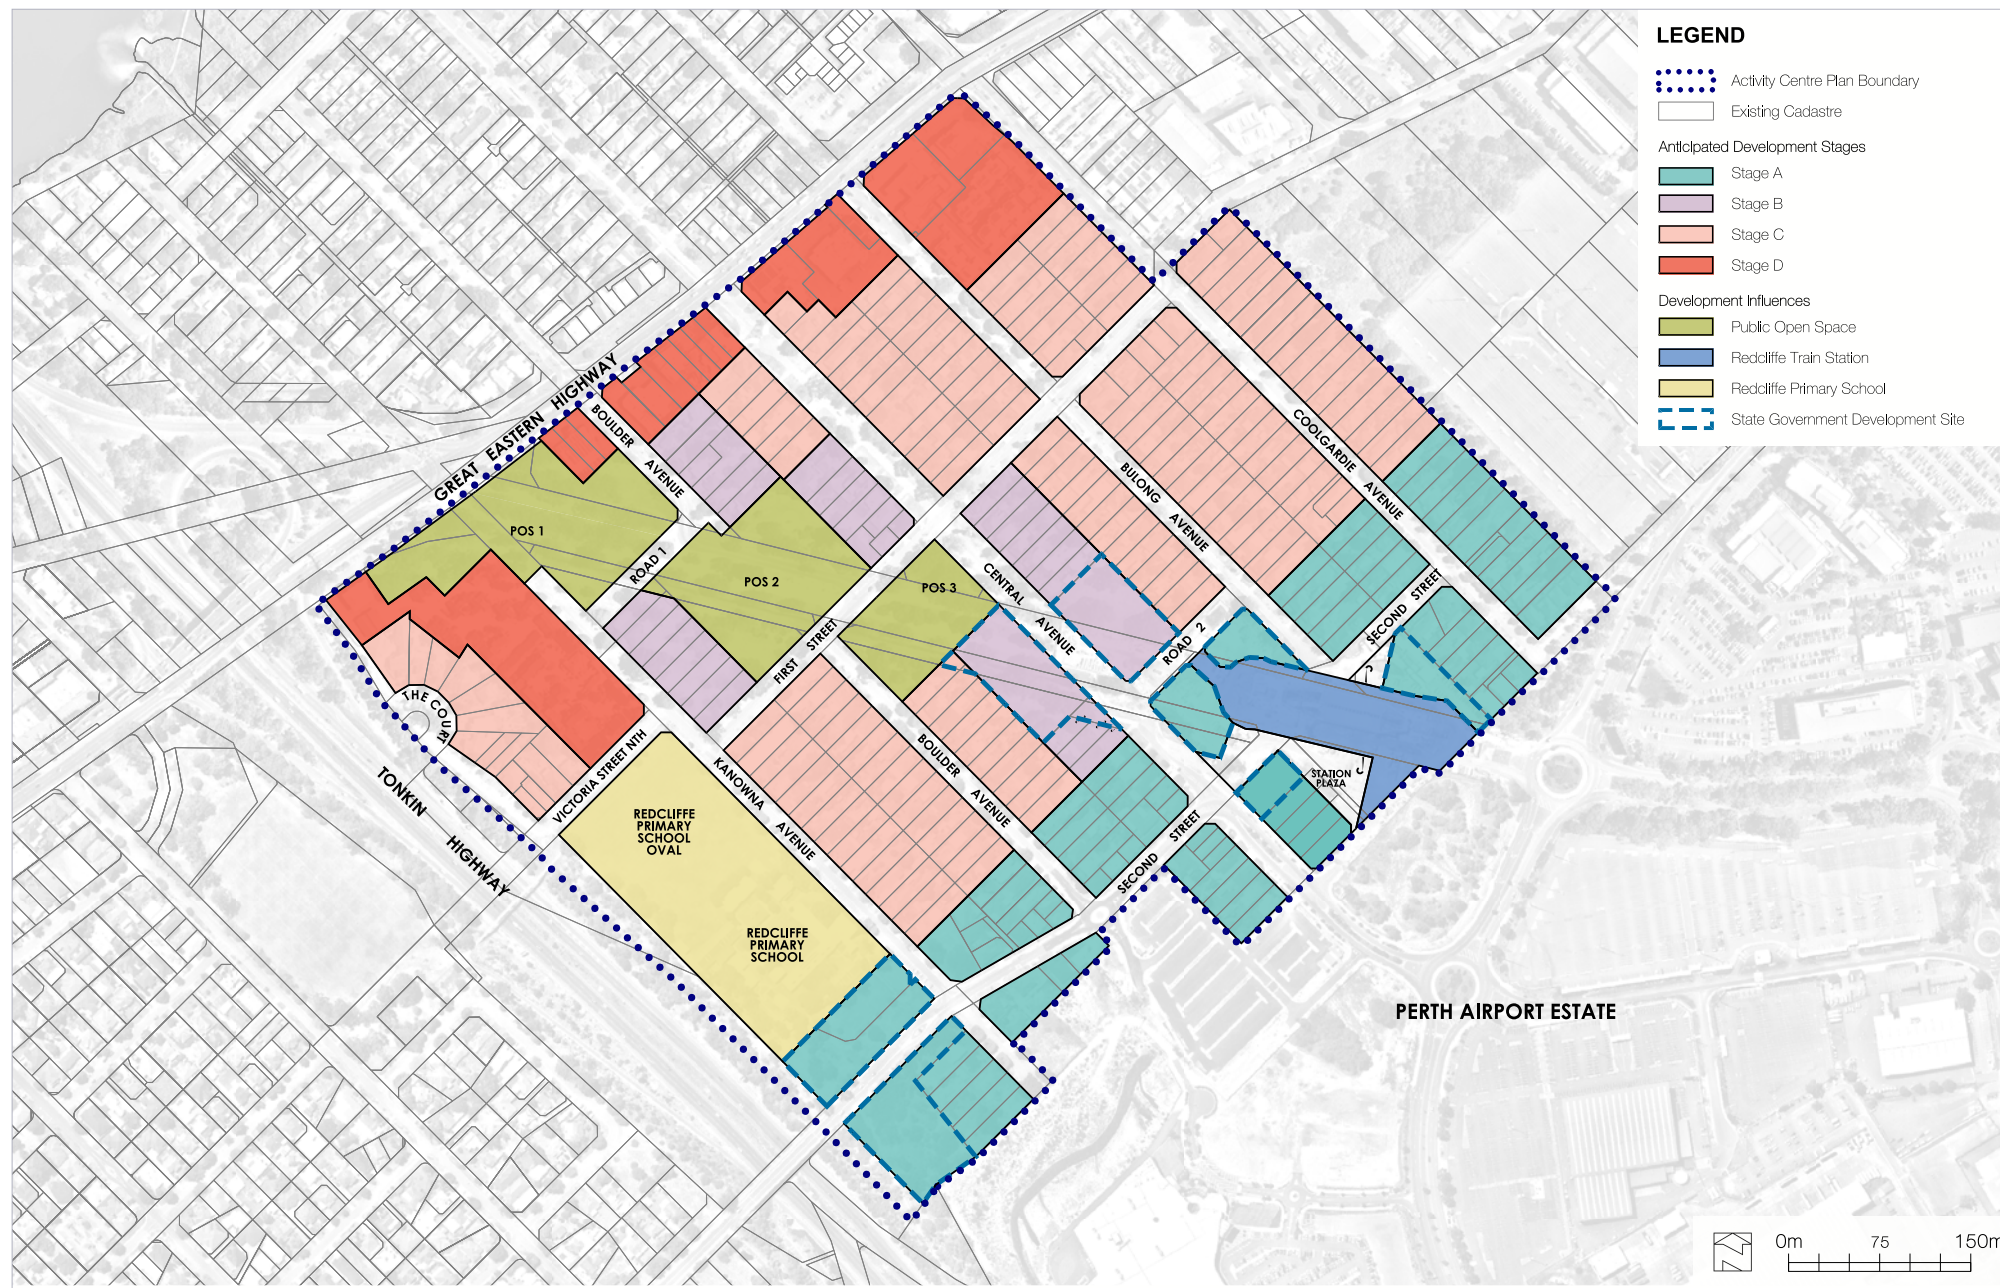 LEGEND
Activity Centre Plan Boundary
Existing Cadastre
Anticipated Development Stages
Stage A
Stage B
Stage C
Stage D
Development Influences
Public Open Space
Redcliffe Train Station
Redcliffe Primary School
State Government Development Site
GREAT EASTERN HIGHWAY
BOULDER AVENUE
POS 1
ROAD 1
POS 2
POS 3
FIRST STREET
CENTRAL AVENUE
BULONG AVENUE
COOLGARDIE AVENUE
SECOND STREET
ROAD 2
THE COURT
VICTORIA STREET NTH
TONKIN HIGHWAY
KANOWNA AVENUE
BOULDER AVENUE
STATION
PLAZA
SECOND STREET
REDCLIFFE
PRIMARY
SCHOOL
OVAL
REDCLIFFE
PRIMARY
SCHOOL
PERTH AIRPORT ESTATE
0m 75 150m